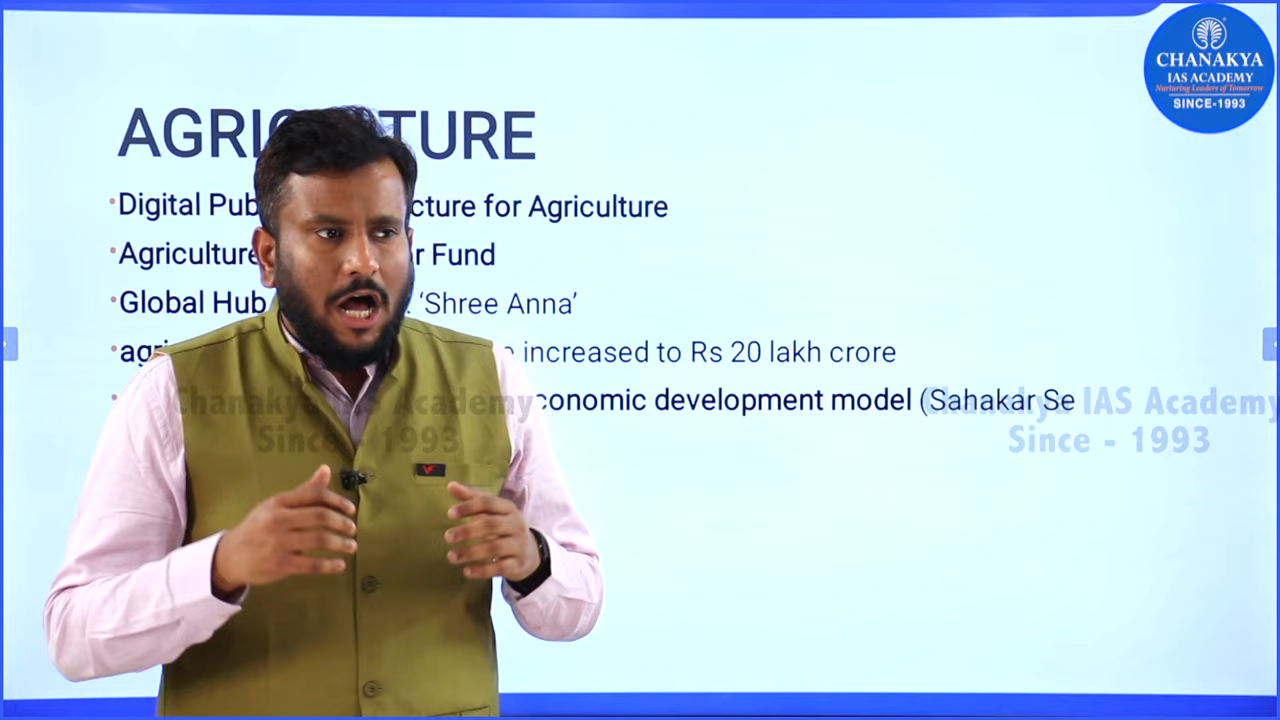 CHANAKYA
IAS ACADEMY
Nurturing Leaders of Tomorrow
SINCE-1993
AGRI TURE
Digital Pub cture for Agriculture
Agriculture r Fund
Global Hub 'Shree Anna'
agri increased to Rs 20 lakh crore
conomic development model (Sahakar Se
Chanakya IAS Academy Chanakya IAS Academy
Since - 1993 Since - 1993